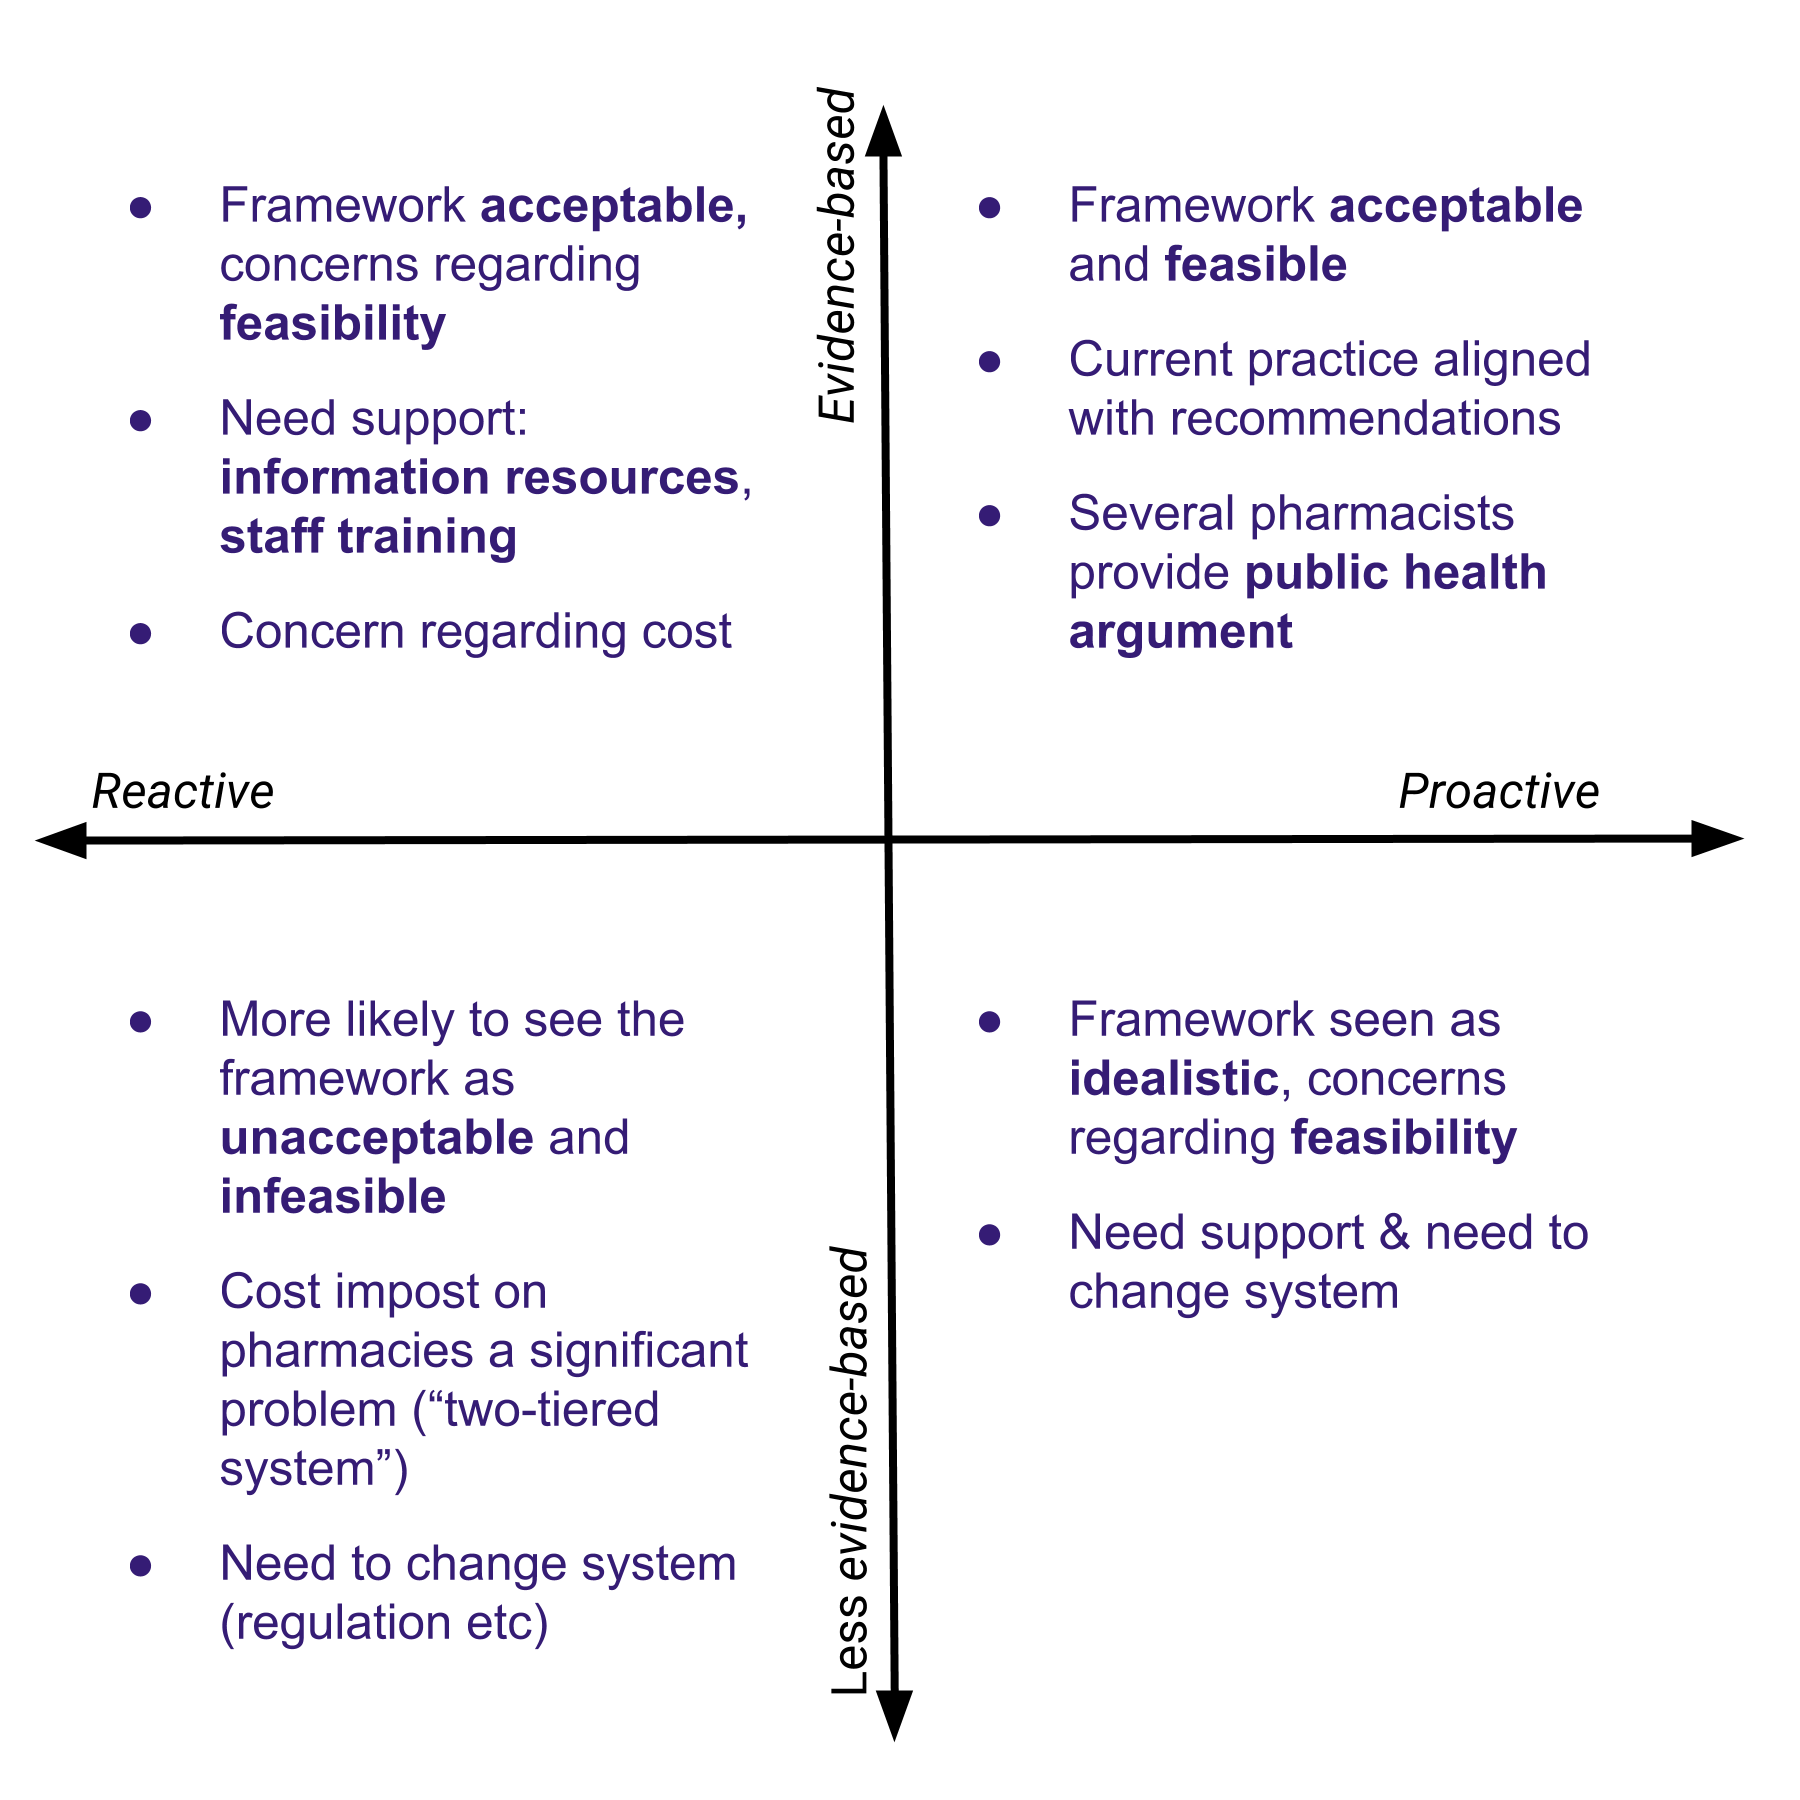 Evidence-based
● Framework acceptable,
concerns regarding
feasibility
● Need support:
information resources,
staff training
● Concern regarding cost
● Framework acceptable
and feasible
● Current practice aligned
with recommendations
● Several pharmacists
provide public health
argument
Reactive
Proactive
● More likely to see the
framework as
unacceptable and
infeasible
● Cost impost on
pharmacies a significant
problem (“two-tiered
system”)
● Need to change system
(regulation etc)
● Framework seen as
idealistic, concerns
regarding feasibility
● Need support & need to
change system
Less evidence-based